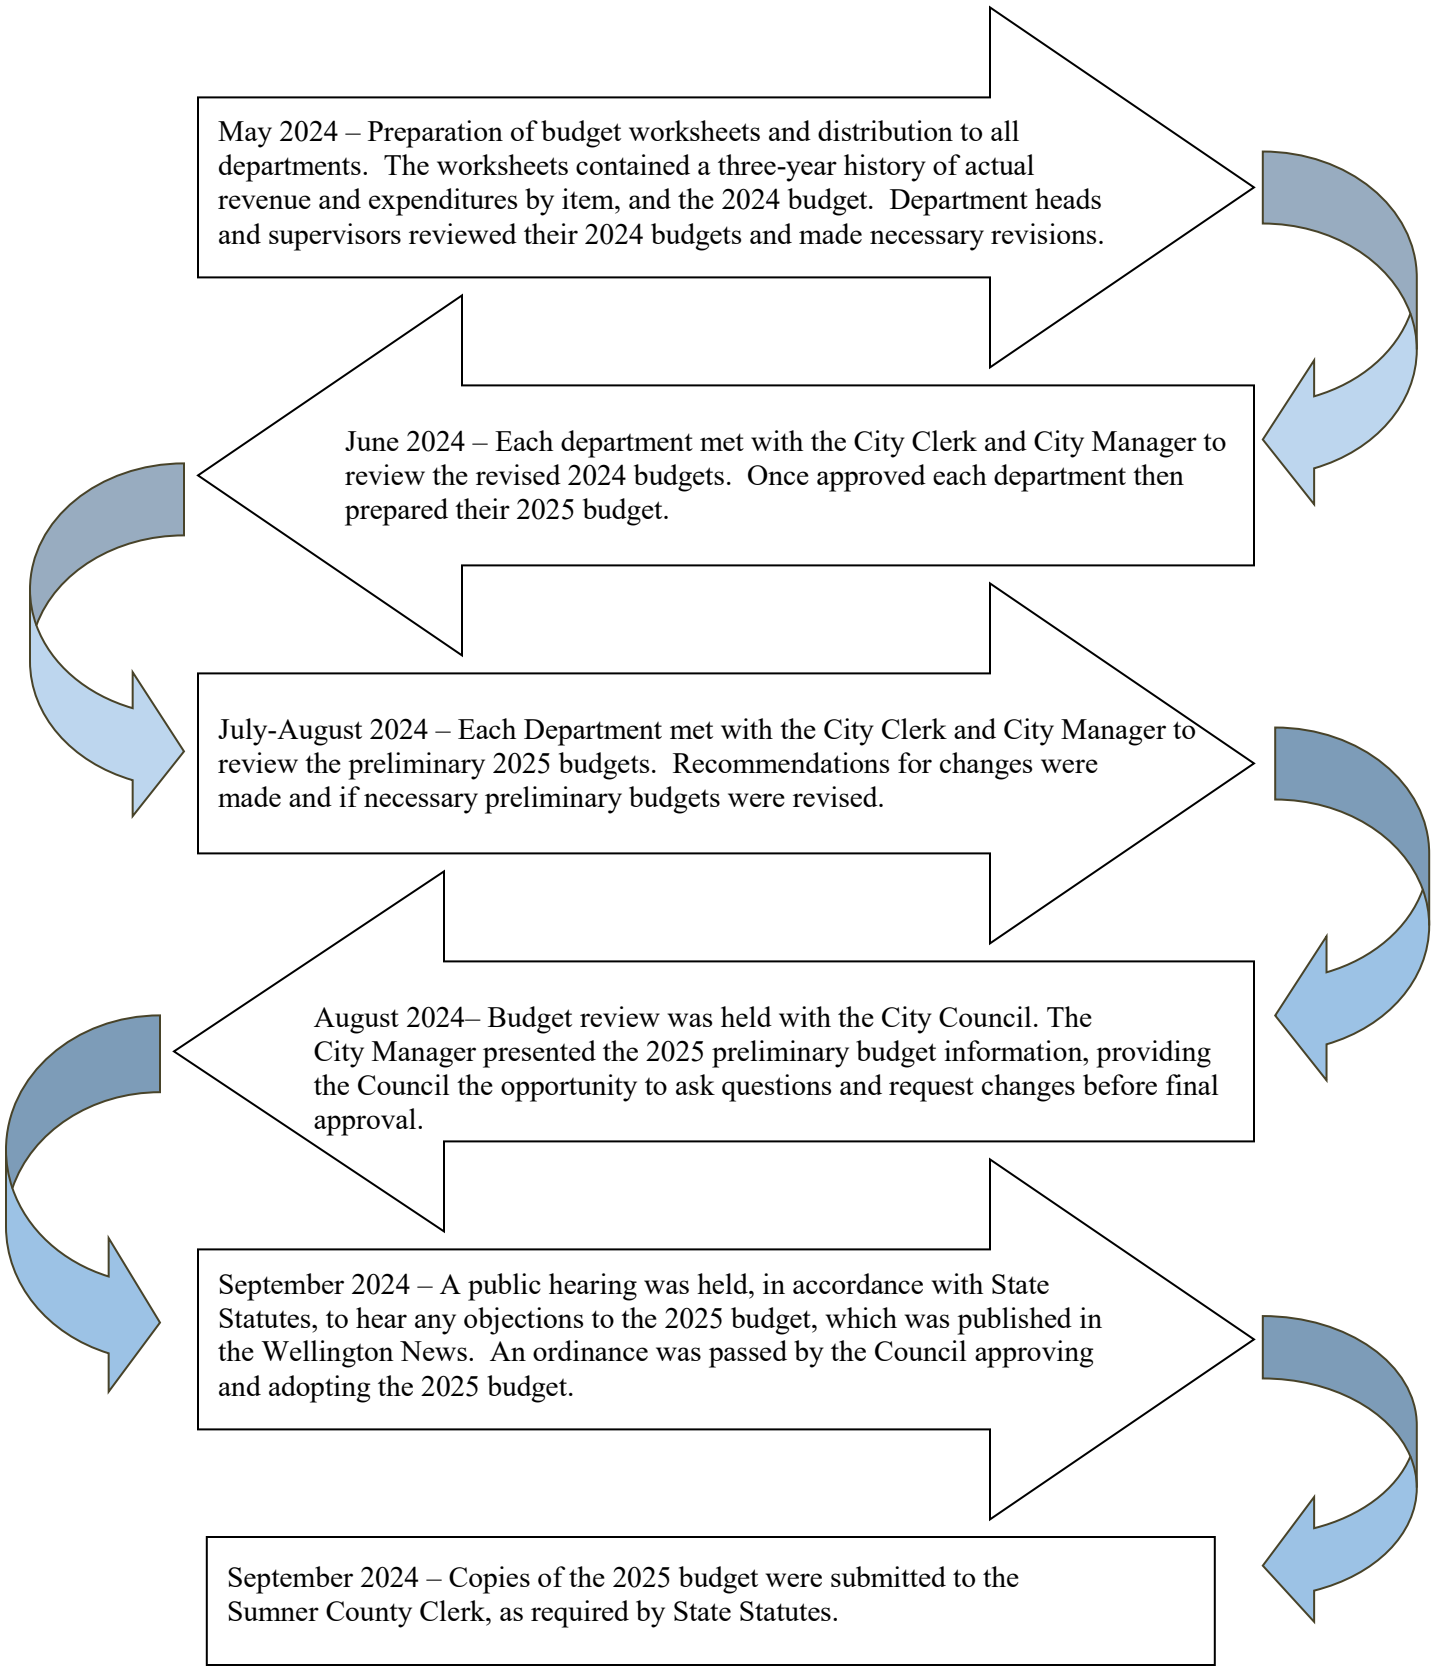 May 2024 – Preparation of budget worksheets and distribution to all
departments.  The worksheets contained a three-year history of actual
revenue and expenditures by item, and the 2024 budget.  Department heads
and supervisors reviewed their 2024 budgets and made necessary revisions.
June 2024 – Each department met with the City Clerk and City Manager to
review the revised 2024 budgets.  Once approved each department then
prepared their 2025 budget.
July-August 2024 – Each Department met with the City Clerk and City Manager to
review the preliminary 2025 budgets.  Recommendations for changes were
made and if necessary preliminary budgets were revised.
August 2024– Budget review was held with the City Council. The
City Manager presented the 2025 preliminary budget information, providing
the Council the opportunity to ask questions and request changes before final
approval.
September 2024 – A public hearing was held, in accordance with State
Statutes, to hear any objections to the 2025 budget, which was published in
the Wellington News.  An ordinance was passed by the Council approving
and adopting the 2025 budget.
September 2024 – Copies of the 2025 budget were submitted to the
Sumner County Clerk, as required by State Statutes.